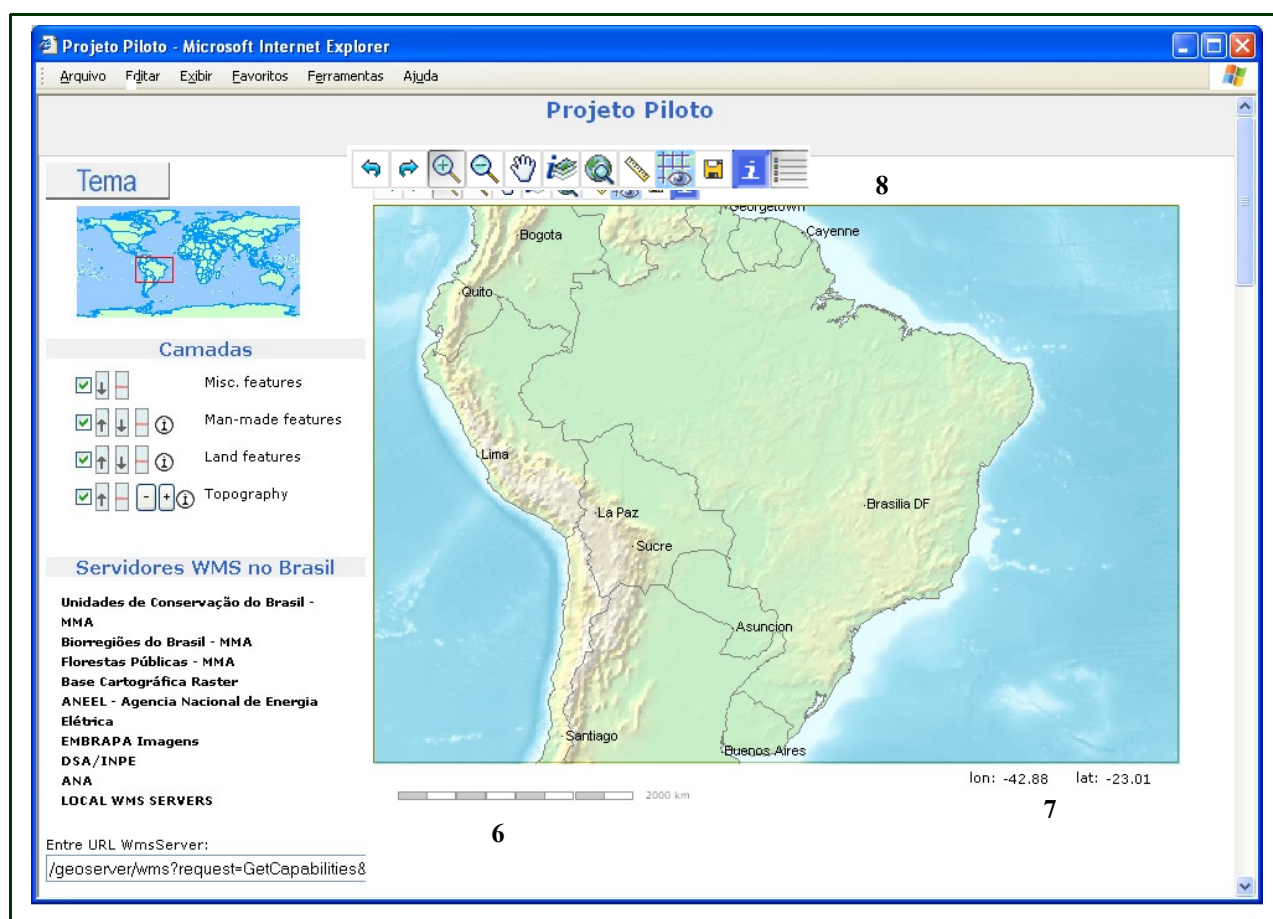 Projeto Piloto - Microsoft Internet Explorer
Arquivo Editar Exibir Favoritos Ferramentas Ajuda
Projeto Piloto
Tema
8
Georgetown
Cayenne
Bogota
Quito
Lima
La Paz
Brasilia DF
Sucre
Asuncion
Santiago
Buenos Aires
Camadas
Misc. features
Man-made features
Land features
Topography
Servidores WMS no Brasil
Unidades de Conservação do Brasil -
MMA
Biorregiões do Brasil - MMA
Florestas Públicas - MMA
Base Cartográfica Raster
ANEEL - Agencia Nacional de Energia
Elétrica
EMBRAPA Imagens
DSA/INPE
ANA
LOCAL WMS SERVERS
Entre URL WmsServer:
/geoserver/wms?request=GetCapabilities&
2000 km
6
lon: -42.88 lat: -23.01
7